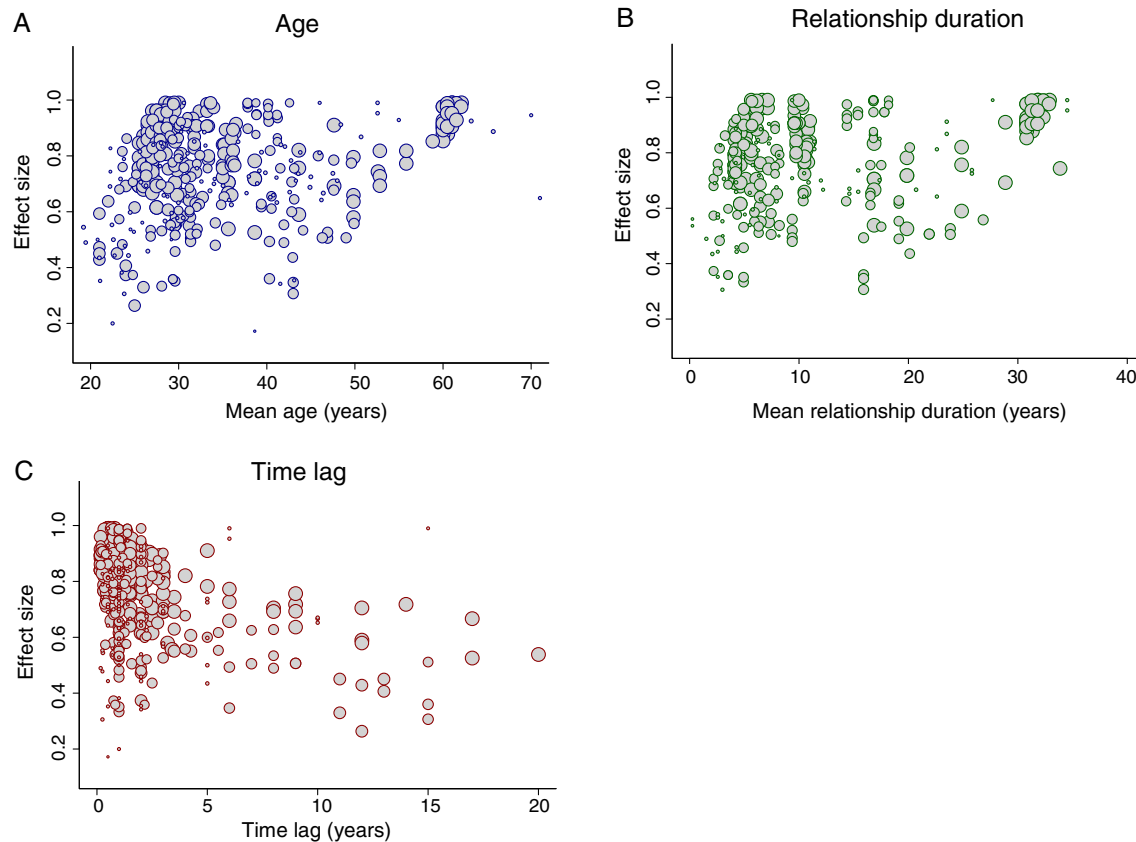 A
Age
Effect size
1.0
0.8
0.6
0.4
0.2
20 30 40 50 60 70
Mean age (years)
B
Relationship duration
Effect size
1.0
0.8
0.6
0.4
0.2
0 10 20 30 40
Mean relationship duration (years)
C
Time lag
Effect size
1.0
0.8
0.6
0.4
0.2
0 5 10 15 20
Time lag (years)